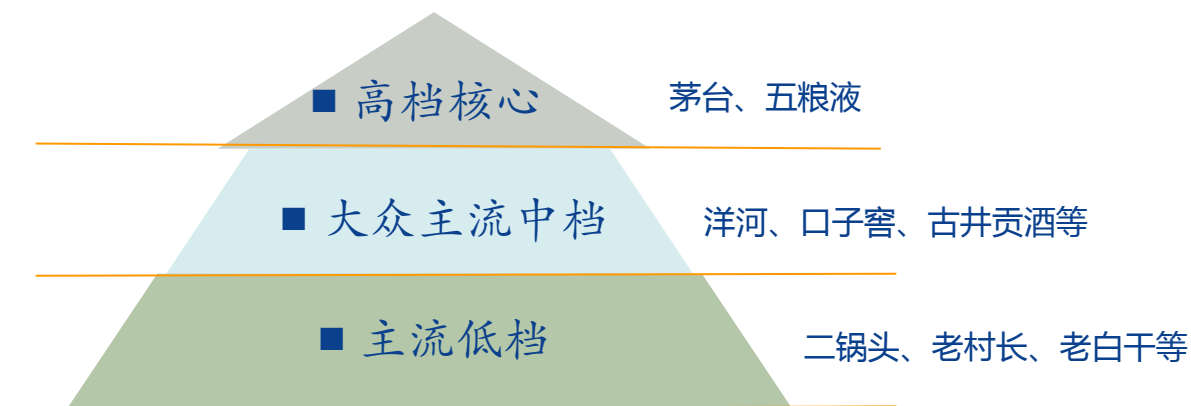 ■ 高档核心 茅台、五粮液
■ 大众主流中档 洋河、口子窖、古井贡酒等
■ 主流低档 二锅头、老村长、老白干等